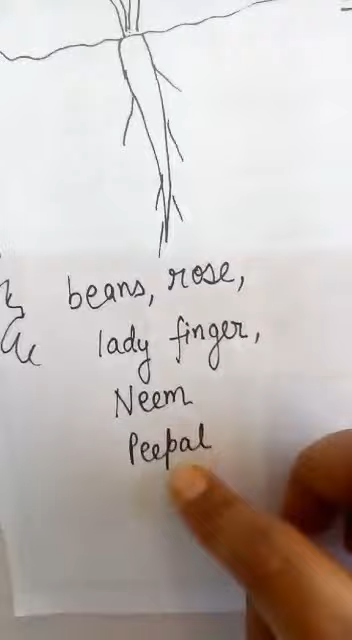 beans, rose,
lady finger,
Neem
Peepal